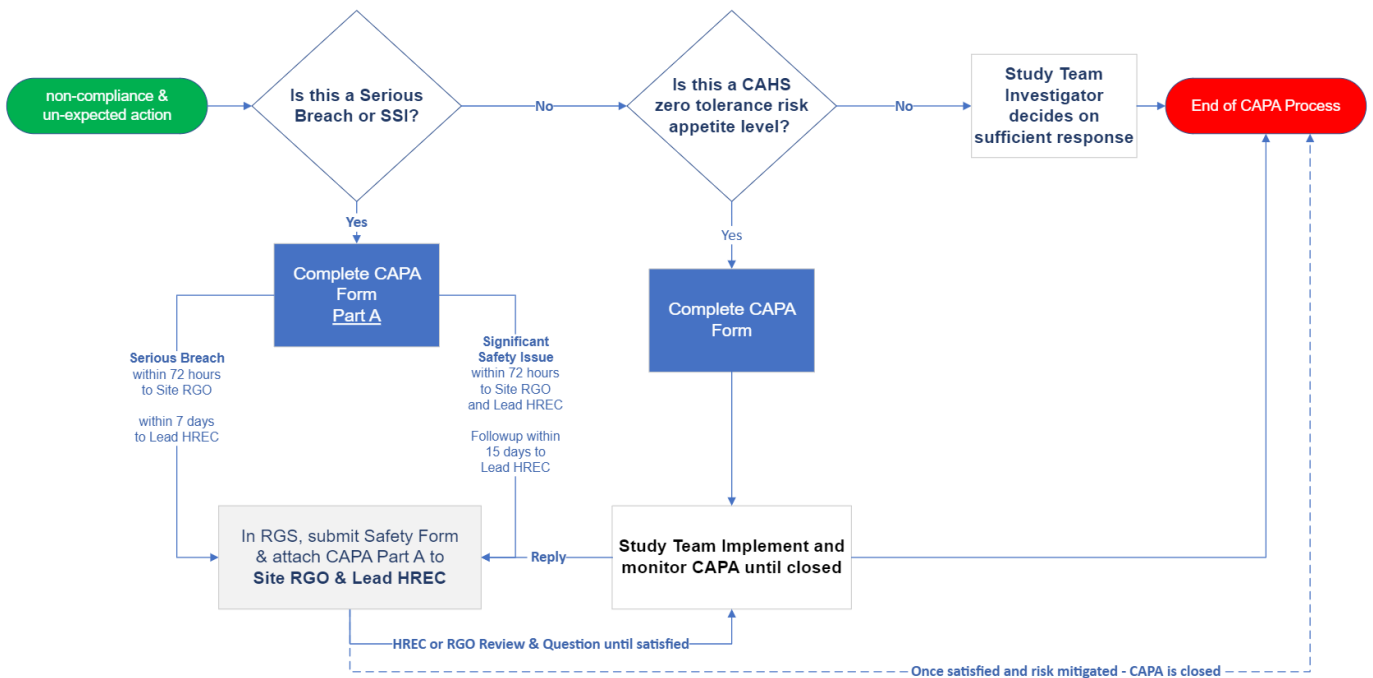 non-compliance &
un-expected action
Is this a Serious
Breach or SSI?
No
Is this a CAHS
zero tolerance risk
appetite level?
No
Study Team
Investigator
decides on
sufficient response
End of CAPA Process
Yes
Complete CAPA
Form
Part A
Yes
Complete CAPA
Form
Serious Breach
within 72 hours
to Site RGO
within 7 days
to Lead HREC
Significant
Safety Issue
within 72 hours
to Site RGO
and Lead HREC
Followup within
15 days to
Lead HREC
In RGS, submit Safety Form
& attach CAPA Part A to
Site RGO & Lead HREC
Reply
Study Team Implement and
monitor CAPA until closed
HREC or RGO Review & Question until satisfied
Once satisfied and risk mitigated - CAPA is closed